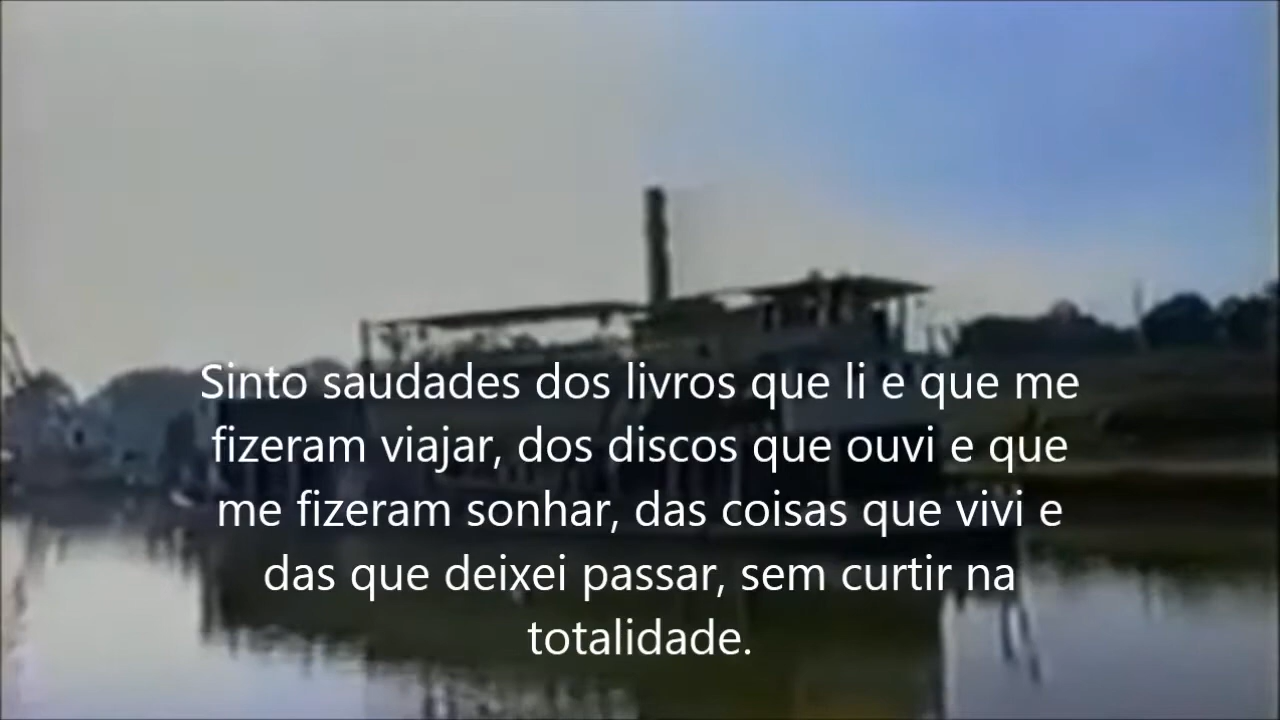 Sinto saudades dos livros que li e que me
fizeram viajar, dos discos que ouvi e que
me fizeram sonhar, das coisas que vivi e
das que deixei passar, sem curtir na
totalidade.